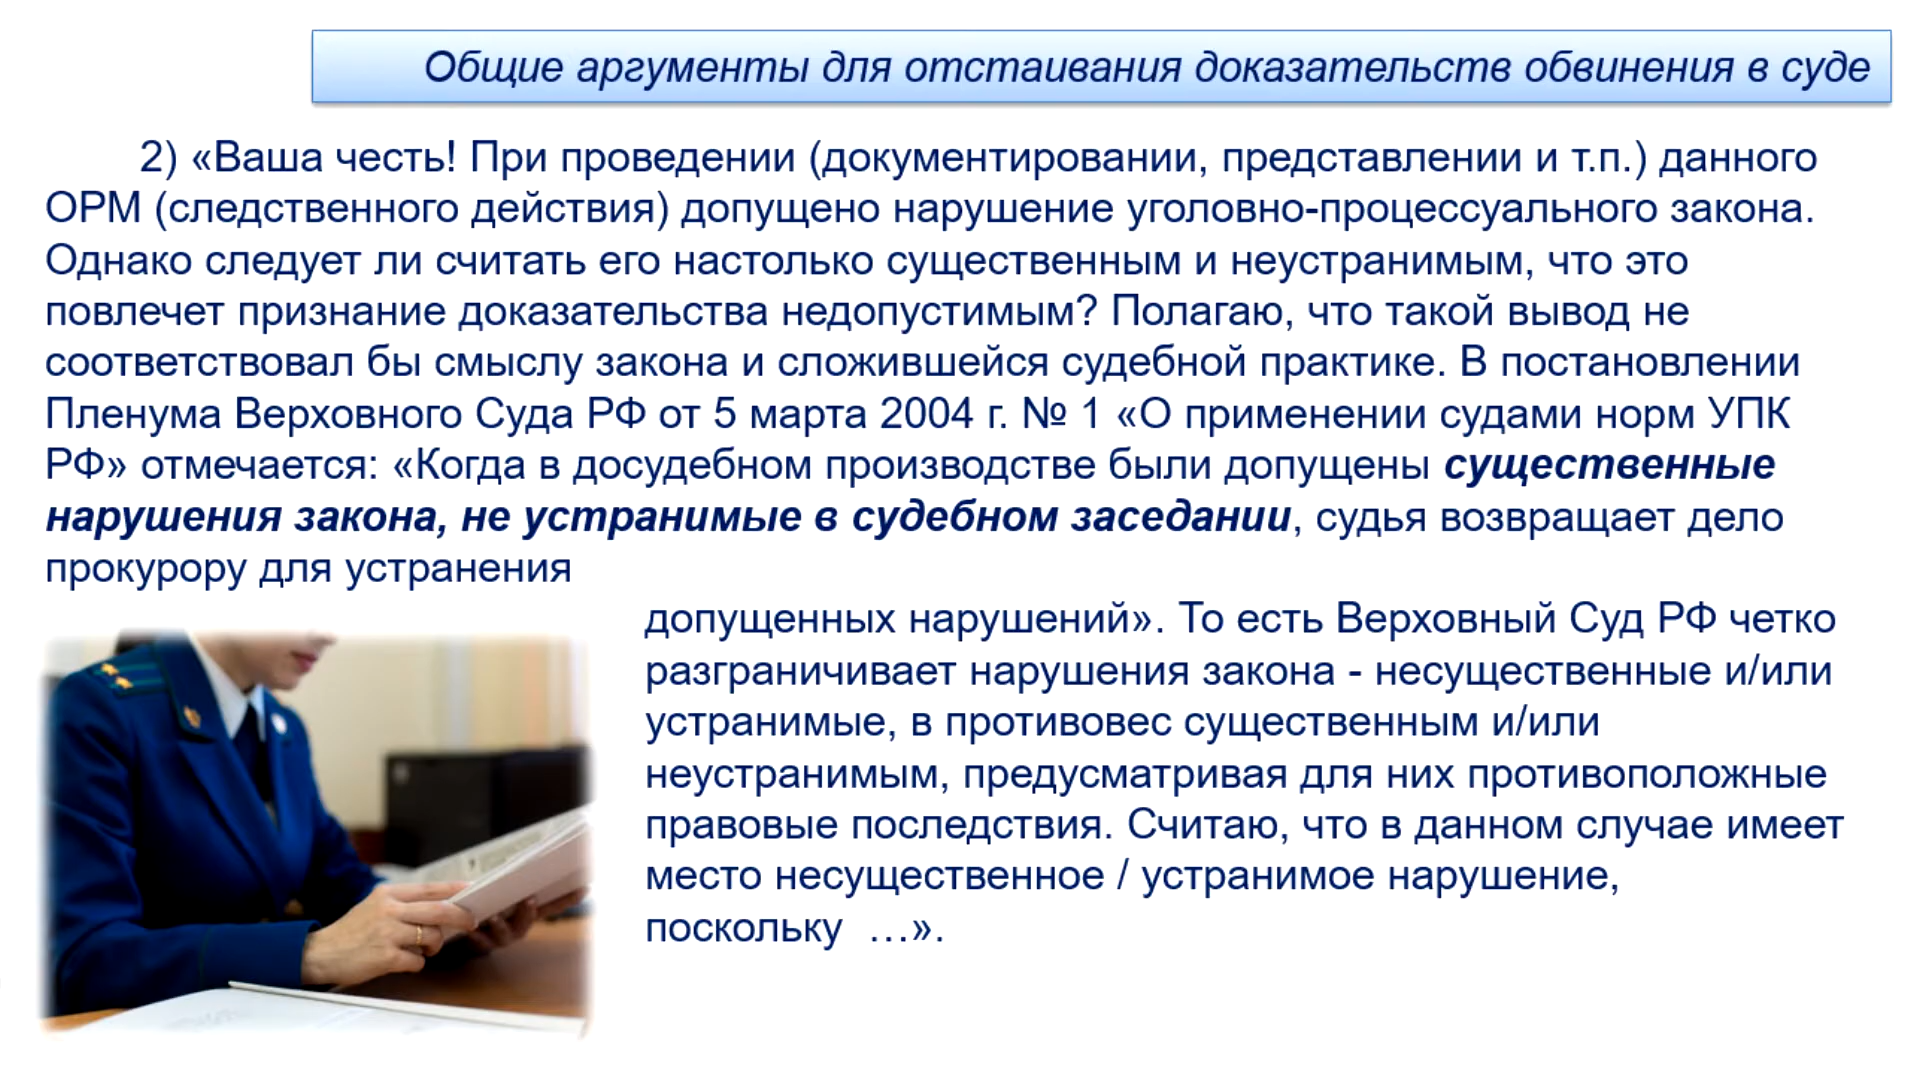 Общие аргументы для отстаивания доказательств обвинения в суде
2) «Ваша честь! При проведении (документировании, представлении и т.п.) данного
ОРМ (следственного действия) допущено нарушение уголовно-процессуального закона.
Однако следует ли считать его настолько существенным и неустранимым, что это
повлечет признание доказательства недопустимым? Полагаю, что такой вывод не
соответствовал бы смыслу закона и сложившейся судебной практике. В постановлении
Пленума Верховного Суда РФ от 5 марта 2004 г. № 1 «О применении судами норм УПК
РФ» отмечается: «Когда в досудебном производстве были допущены существенные
нарушения закона, не устранимые в судебном заседании, судья возвращает дело
прокурору для устранения
допущенных нарушений». То есть Верховный Суд РФ четко
разграничивает нарушения закона - несущественные и/или
устранимые, в противовес существенным и/или
неустранимым, предусматривая для них противоположные
правовые последствия. Считаю, что в данном случае имеет
место несущественное / устранимое нарушение,
поскольку  …».